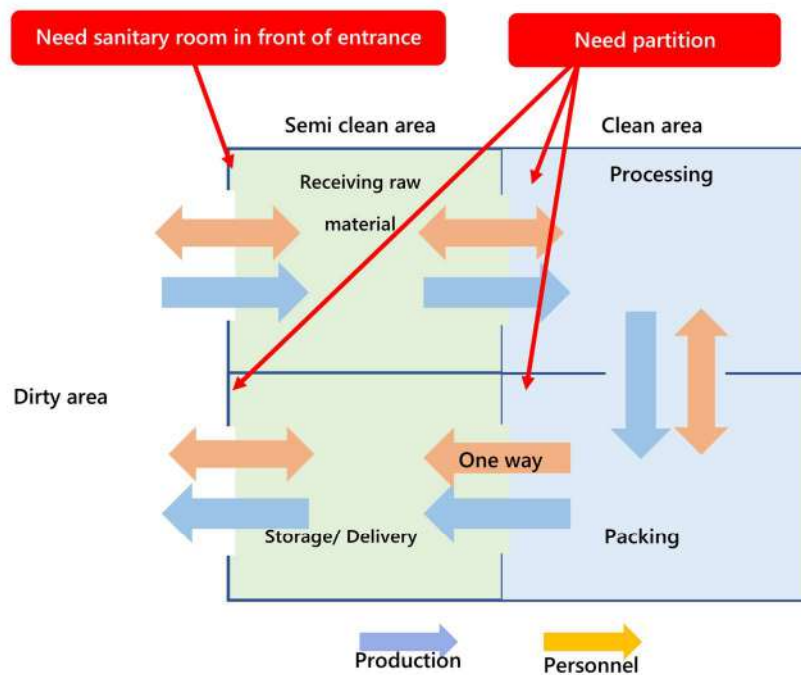 Need sanitary room in front of entrance
Need partition
Semi clean area
Clean area
Receiving raw
material
Processing
Dirty area
One way
Storage/ Delivery
Packing
Production
Personnel